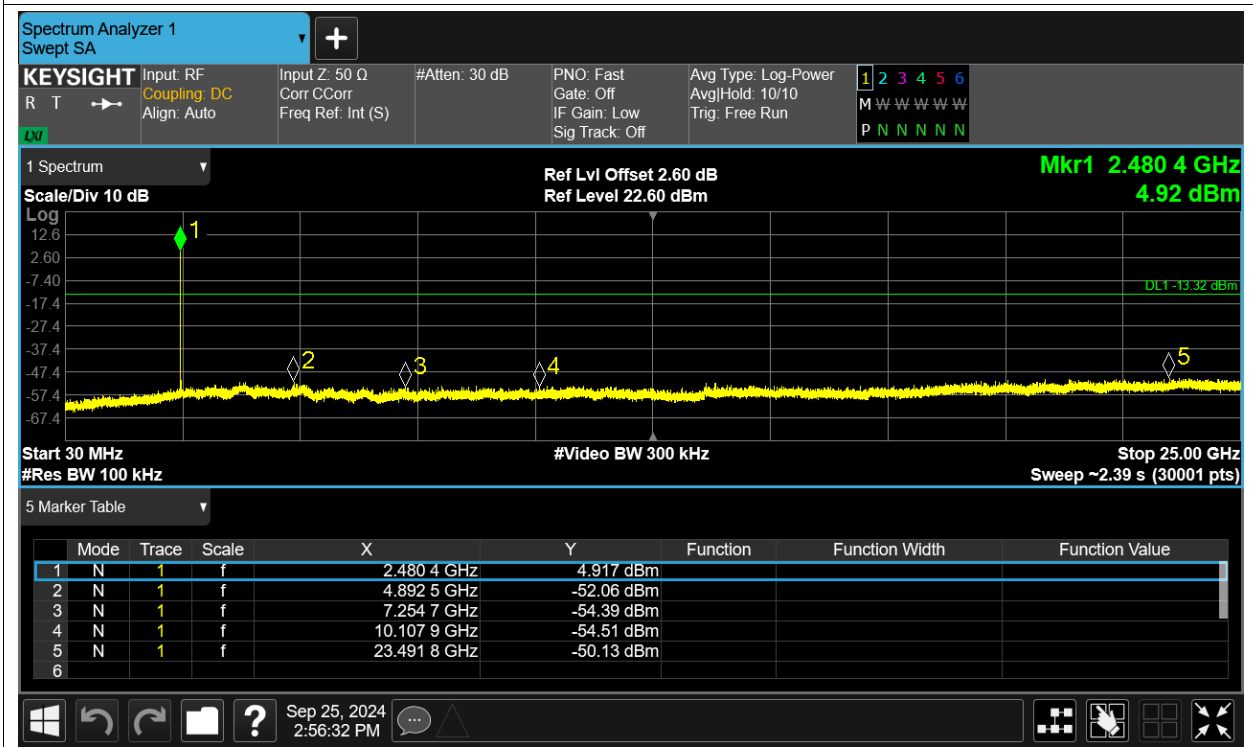 Spectrum Analyzer 1
Swept SA
KEYSIGHT Input: RF Input Z: 50 Ω #Atten: 30 dB PNO: Fast Avg Type: Log-Power 1 2 3 4 5 6
R T Coupling: DC Corr CCorr Gate: Off Avg|Hold: 10/10 M W W W W W
Align: Auto Freq Ref: Int (S) IF Gain: Low Trig: Free Run
LXI Sig Track: Off P N N N N N
1 Spectrum Ref Lvl Offset 2.60 dB Mkr1 2.480 4 GHz
Scale/Div 10 dB Ref Level 22.60 dBm 4.92 dBm
Log
1
12.6
2.60
-7.40
DL1 -13.32 dBm
-17.4
-27.4
-37.4
2 3 4 5
-47.4
-57.4
-67.4
Start 30 MHz #Video BW 300 kHz Stop 25.00 GHz
#Res BW 100 kHz Sweep ~2.39 s (30001 pts)
5 Marker Table
Mode Trace Scale X Y Function Function Width Function Value
1 N 1 f 2.480 4 GHz 4.917 dBm
2 N 1 f 4.892 5 GHz -52.06 dBm
3 N 1 f 7.254 7 GHz -54.39 dBm
4 N 1 f 10.107 9 GHz -54.51 dBm
5 N 1 f 23.491 8 GHz -50.13 dBm
6
? Sep 25, 2024
2:56:32 PM